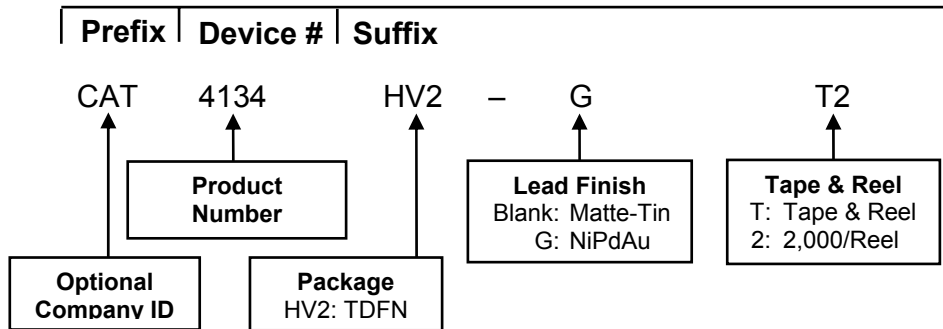 Prefix Device # Suffix
CAT 4134 HV2 – G T2
Product
Number
Lead Finish
Blank: Matte-Tin
G: NiPdAu
Tape & Reel
T: Tape & Reel
2: 2,000/Reel
Optional
Company ID
Package
HV2: TDFN